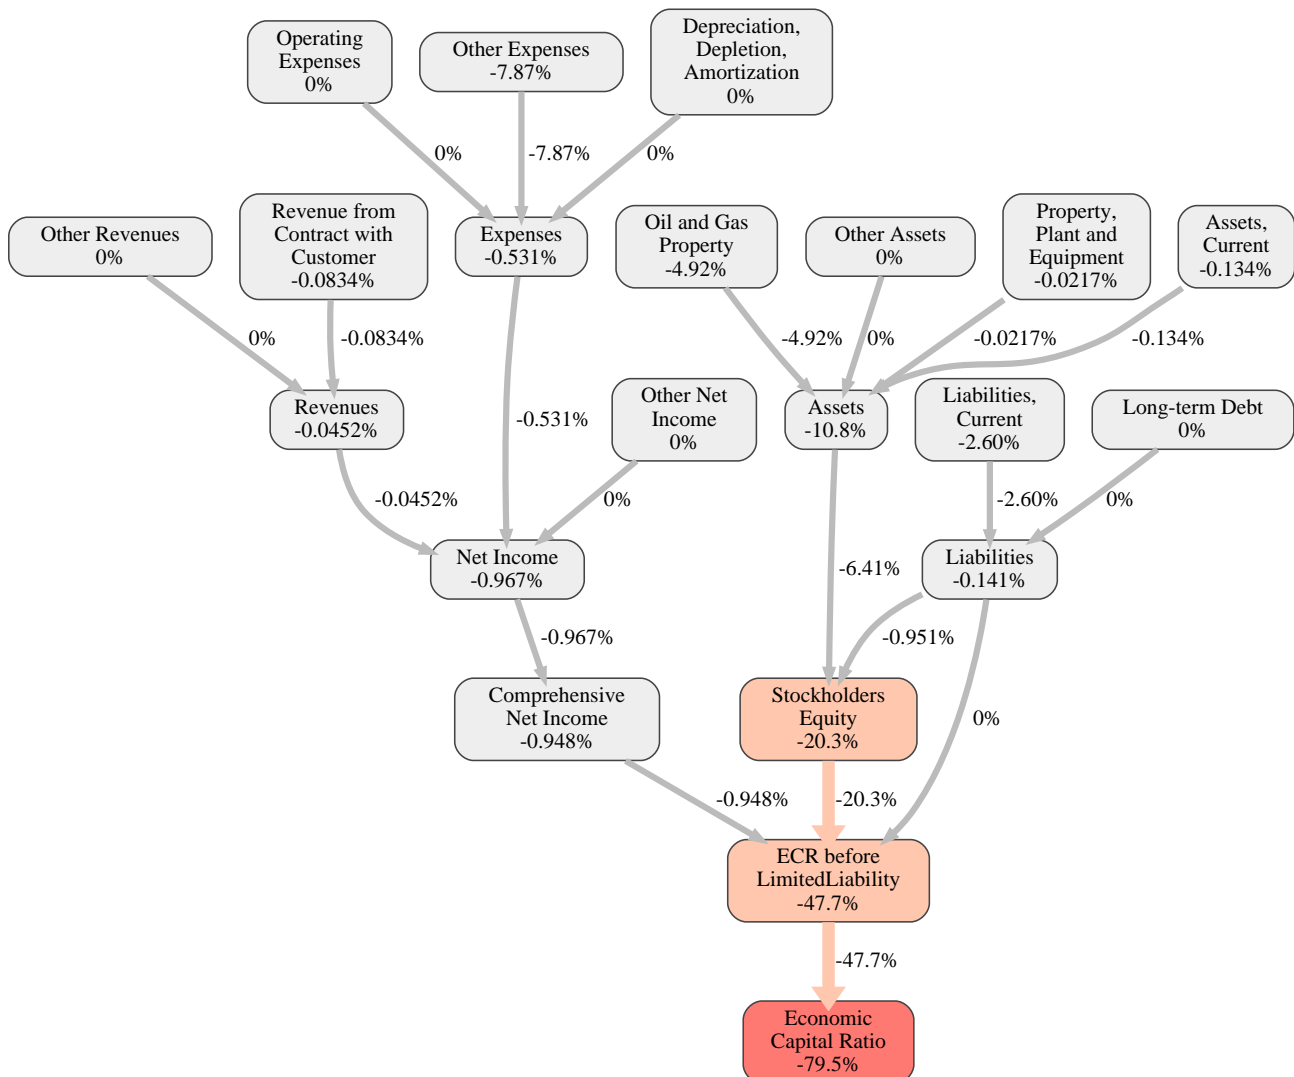 Operating
Expenses
0%
Other Expenses
-7.87%
Depreciation,
Depletion,
Amortization
0%
0%
-7.87%
0%
Other Revenues
0%
Revenue from
Contract with
Customer
-0.0834%
Expenses
-0.531%
Oil and Gas
Property
-4.92%
Other Assets
0%
Property,
Plant and
Equipment
-0.0217%
Assets,
Current
-0.134%
0%
-0.0834%
-4.92%
0%
-0.0217%
-0.134%
Revenues
-0.0452%
-0.531%
Other Net
Income
0%
Assets
-10.8%
Liabilities,
Current
-2.60%
Long-term Debt
0%
-0.0452%
0%
-2.60%
0%
Net Income
-0.967%
-6.41%
Liabilities
-0.141%
-0.967%
-0.951%
Comprehensive
Net Income
-0.948%
Stockholders
Equity
-20.3%
0%
-0.948%
-20.3%
ECR before
LimitedLiability
-47.7%
-47.7%
Economic
Capital Ratio
-79.5%